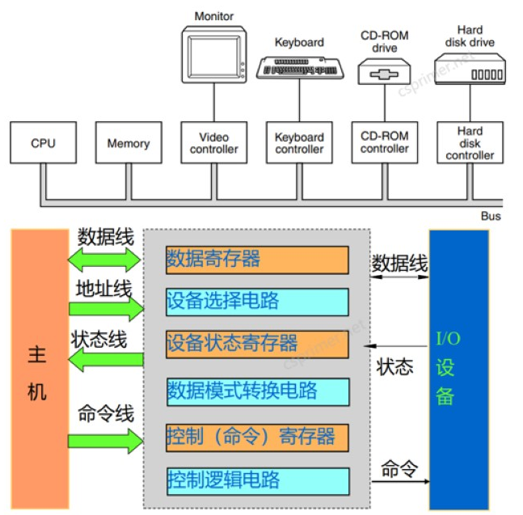 Monitor
Keyboard
CD-ROM
drive
Hard
disk drive
CPU
Memory
Video
controller
Keyboard
controller
CD-ROM
controller
Hard
disk
controller
Bus
csprimer.net
主
机
数据线
地址线
状态线
命令线
数据寄存器
设备选择电路
设备状态寄存器
数据模式转换电路
控制（命令）寄存器
控制逻辑电路
csprimer.net
数据线
状态
命令
I/O
设
备